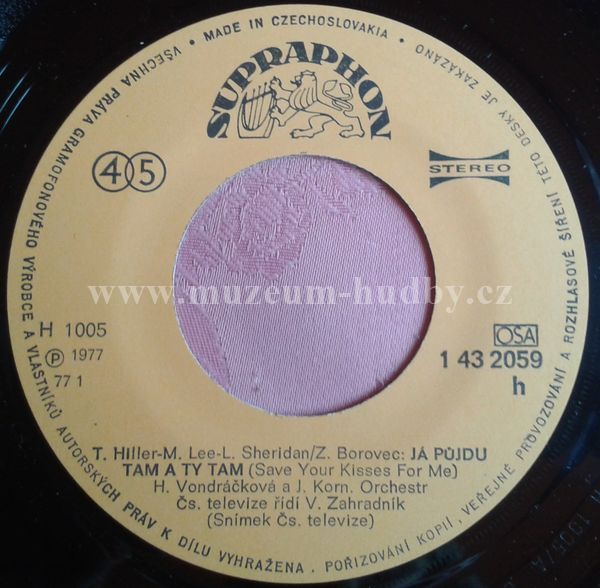 VŠECHNA PRÁVA GRAMOFONOVÉHO VÝROBCE A VLASTNÍKŮ AUTORSKÝCH PRÁV K DÍLU VYHRAŽENA. POŘIZOVÁNÍ KOPIÍ, VEŘEJNÉ PROVOZOVÁNÍ A ROZHLASOVÉ ŠÍŘENÍ TÉTO DESKY JE ZAKÁZÁNO
• MADE IN CZECHOSLOVAKIA •
SUPRAPHON
45
STEREO
www.muzeum-hudby.cz
H 1005
Ⓟ 1977
77 1
OSA
1 43 2059
h
T. Hiller-M. Lee-L. Sheridan/Z. Borovec: JÁ PŮJDU
TAM A TY TAM (Save Your Kisses For Me)
H. Vondráčková a J. Korn. Orchestr
Čs. televize řídí V. Zahradník
(Snímek Čs. televize)